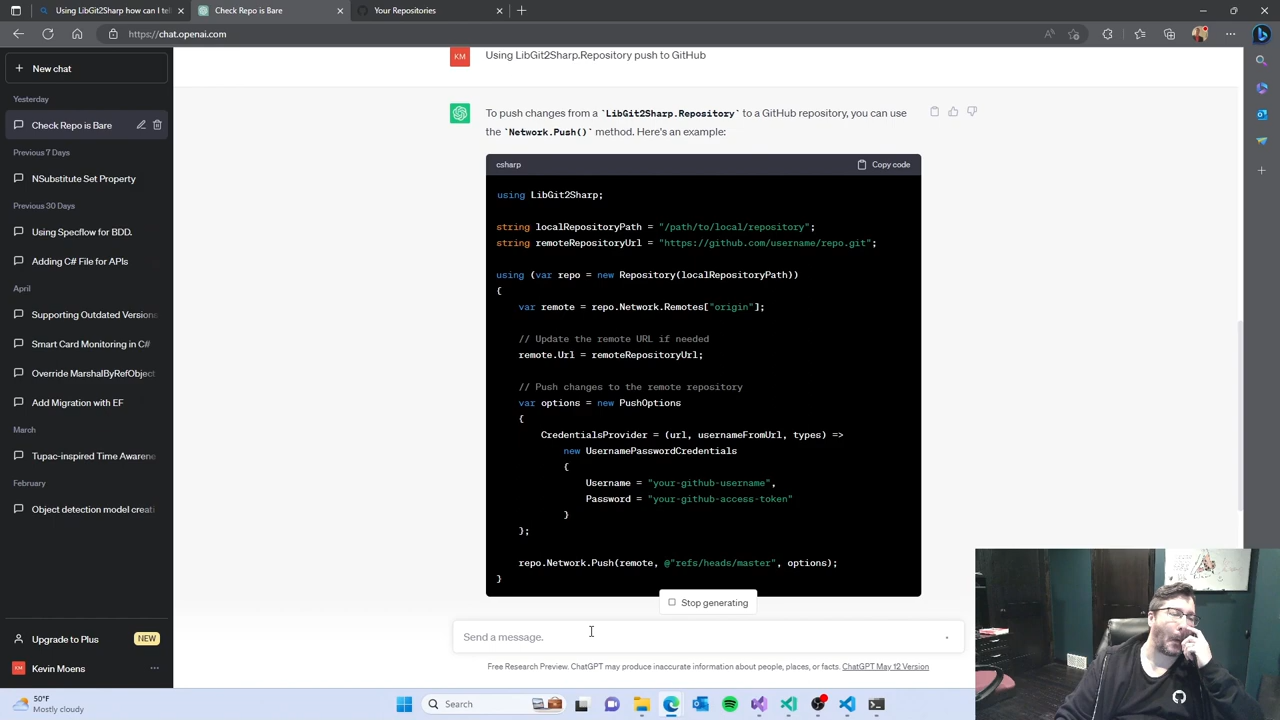 Using LibGit2Sharp how can I tell
Check Repo is Bare
Your Repositories
https://chat.openai.com
New chat
Yesterday
Check Repo is Bare
Previous 7 Days
NSubstitute Set Property
Previous 30 Days
Using Specflow for BDD.
Adding C# File for APIs
April
Supporting Outdated Versions
Smart Card Monitoring in C#
Override MarshalByRefObject
Add Migration with EF
March
Tupac-inspired Time Awarene
February
Object detection model creati
Upgrade to Plus
NEW
KM
Kevin Moens
KM
Using LibGit2Sharp.Repository push to GitHub
To push changes from a `LibGit2Sharp.Repository` to a GitHub repository, you can use
the `Network.Push()` method. Here's an example:
csharp
Copy code
using LibGit2Sharp;
string localRepositoryPath = "/path/to/local/repository";
string remoteRepositoryUrl = "https://github.com/username/repo.git";
using (var repo = new Repository(localRepositoryPath))
{
var remote = repo.Network.Remotes["origin"];
// Update the remote URL if needed
remote.Url = remoteRepositoryUrl;
// Push changes to the remote repository
var options = new PushOptions
{
CredentialsProvider = (url, usernameFromUrl, types) =>
new UsernamePasswordCredentials
{
Username = "your-github-username",
Password = "your-github-access-token"
}
};
repo.Network.Push(remote, @"refs/heads/master", options);
}
Stop generating
Send a message.
Free Research Preview. ChatGPT may produce inaccurate information about people, places, or facts. ChatGPT May 12 Version
50°F
Mostly cloudy
Search